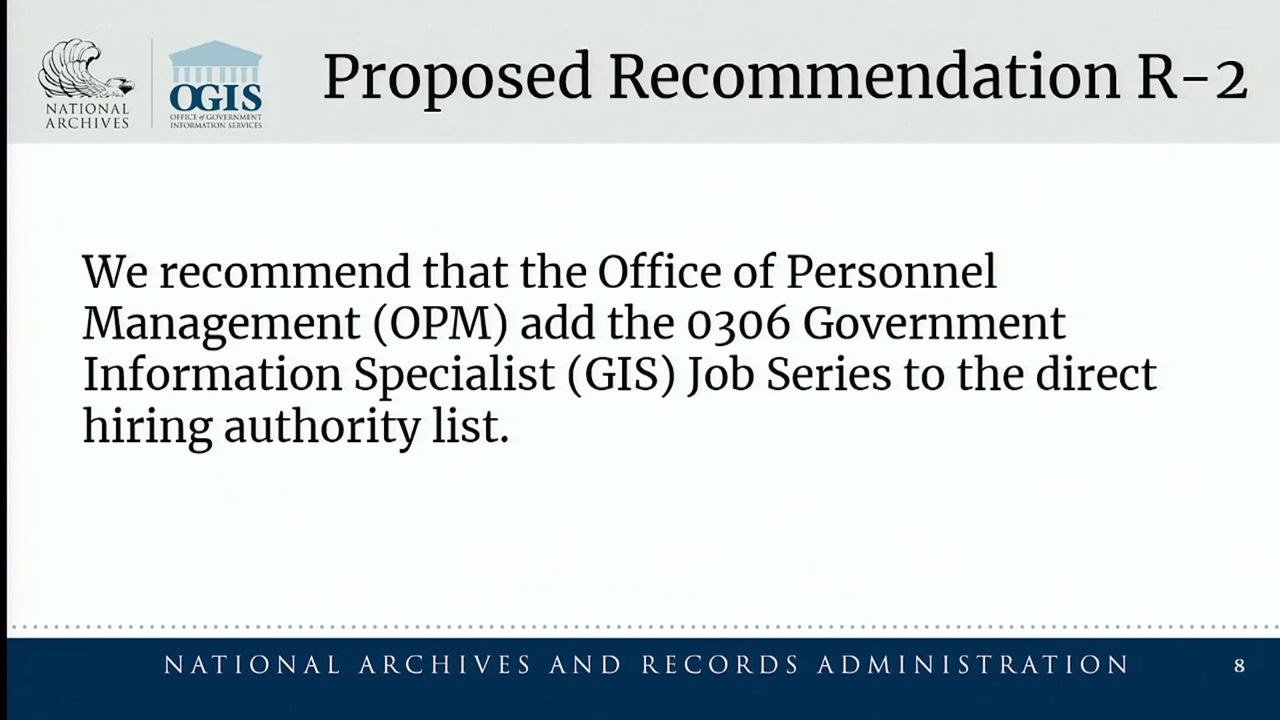 NATIONAL
ARCHIVES
OGIS
OFFICE of GOVERNMENT
INFORMATION SERVICES
Proposed Recommendation R-2
We recommend that the Office of Personnel
Management (OPM) add the 0306 Government
Information Specialist (GIS) Job Series to the direct
hiring authority list.
NATIONAL ARCHIVES AND RECORDS ADMINISTRATION
8